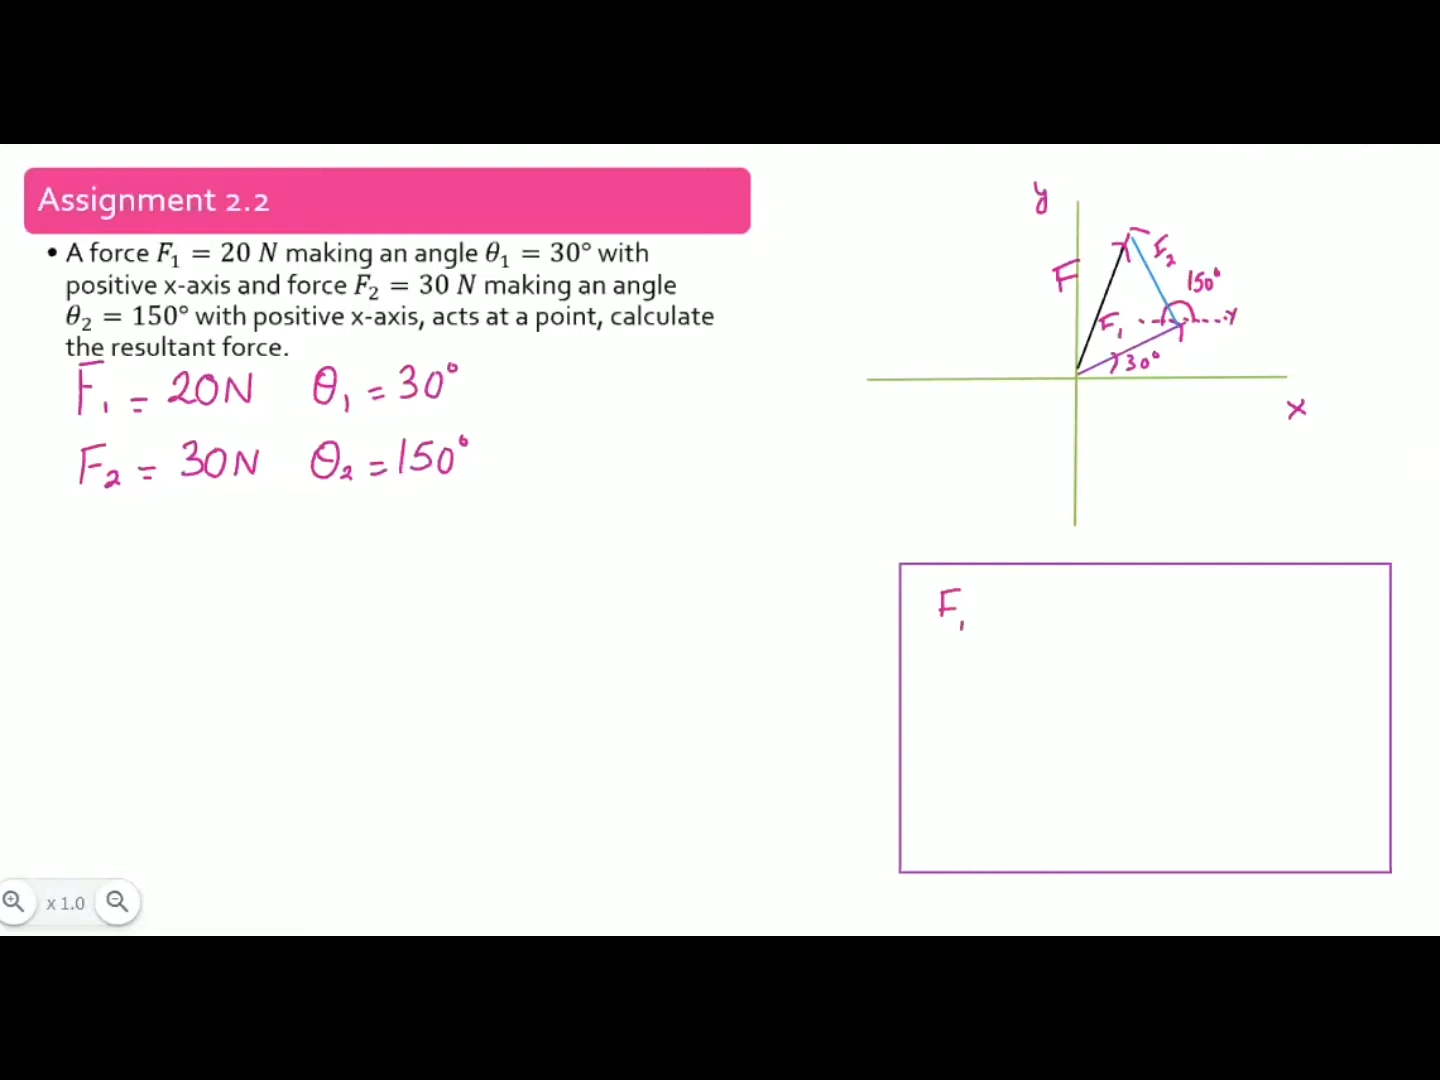 Assignment 2.2
• A force F₁ = 20 N making an angle θ₁ = 30° with
positive x-axis and force F₂ = 30 N making an angle
θ₂ = 150° with positive x-axis, acts at a point, calculate
the resultant force.
F₁ = 20N θ₁ = 30°
F₂ = 30N θ₂ = 150°
y
F₂
F
150°
F₁
30°
x
F₁
x 1.0